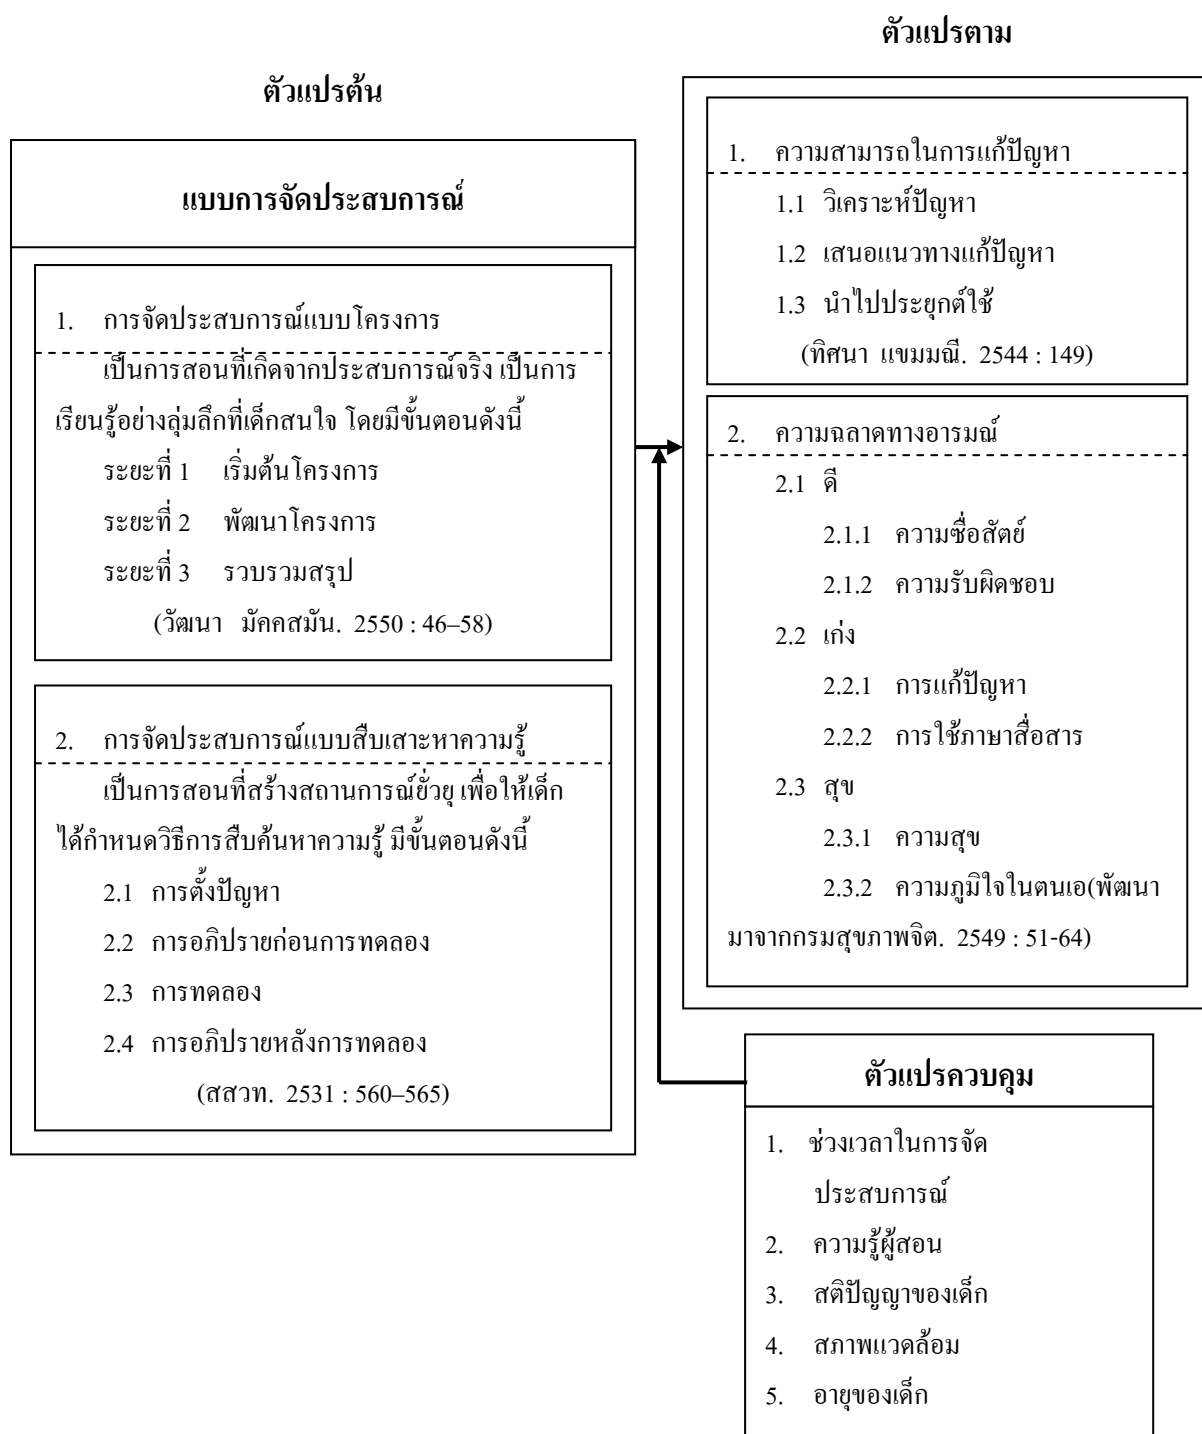 ตัวแปรต้น
แบบการจัดประสบการณ์
1. การจัดประสบการณ์แบบโครงการ
เป็นการสอนที่เกิดจากประสบการณ์จริง เป็นการ
เรียนรู้อย่างลุ่มลึกที่เด็กสนใจ โดยมีขั้นตอนดังนี้
ระยะที่ 1 เริ่มต้นโครงการ
ระยะที่ 2 พัฒนาโครงการ
ระยะที่ 3 รวบรวมสรุป
(วัฒนา มัคคสมัน. 2550 : 46–58)
2. การจัดประสบการณ์แบบสืบเสาะหาความรู้
เป็นการสอนที่สร้างสถานการณ์ยั่วยุ เพื่อให้เด็ก
ได้กำหนดวิธีการสืบค้นหาความรู้ มีขั้นตอนดังนี้
2.1 การตั้งปัญหา
2.2 การอภิปรายก่อนการทดลอง
2.3 การทดลอง
2.4 การอภิปรายหลังการทดลอง
(สสวท. 2531 : 560–565)
ตัวแปรตาม
1. ความสามารถในการแก้ปัญหา
1.1 วิเคราะห์ปัญหา
1.2 เสนอแนวทางแก้ปัญหา
1.3 นำไปประยุกต์ใช้
(ทิศนา แขมมณี. 2544 : 149)
2. ความฉลาดทางอารมณ์
2.1 ดี
2.1.1 ความซื่อสัตย์
2.1.2 ความรับผิดชอบ
2.2 เก่ง
2.2.1 การแก้ปัญหา
2.2.2 การใช้ภาษาสื่อสาร
2.3 สุข
2.3.1 ความสุข
2.3.2 ความภูมิใจในตนเอ(พัฒนา
มาจากกรมสุขภาพจิต. 2549 : 51-64)
ตัวแปรควบคุม
1. ช่วงเวลาในการจัด
ประสบการณ์
2. ความรู้ผู้สอน
3. สติปัญญาของเด็ก
4. สภาพแวดล้อม
5. อายุของเด็ก